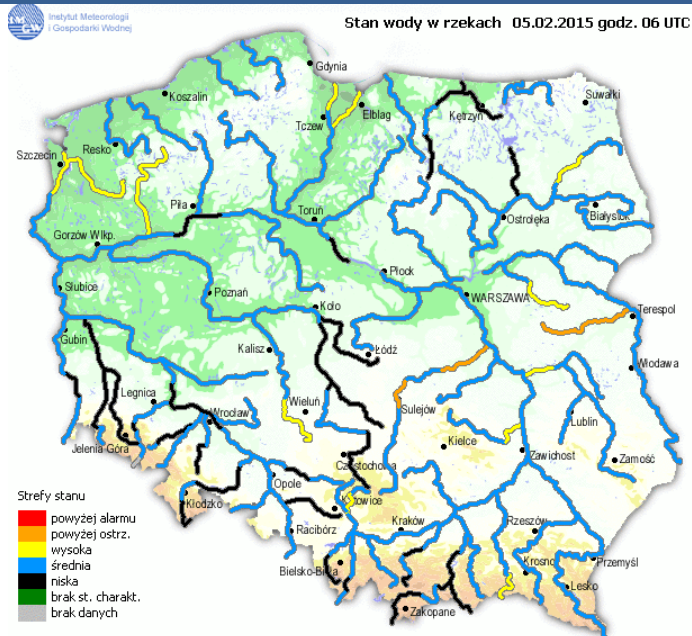 Instytut Meteorologii
i Gospodarki Wodnej
Stan wody w rzekach 05.02.2015 godz. 06 UTC
Gdynia
Koszalin
Suwałki
Elbląg
Kętrzyn
Tczew
Resko
Szczecin
Piła
Toruń
Ostrołęka
Białystok
Gorzów Wlkp.
Płock
Słubice
Poznań
WARSZAWA
Koło
Terespol
Gubin
Kalisz
Łódź
Włodawa
Legnica
Wieluń
Sulejów
Wrocław
Lublin
Jelenia Góra
Kielce
Zawichost
Zamość
Częstochowa
Opole
Strefy stanu
Kłodzko
Katowice
powyżej alarmu
Kraków
Rzeszów
Racibórz
powyżej ostrz.
wysoka
Przemyśl
średnia
Bielsko-Biała
Krosno
niska
Lesko
brak st. charakt.
Zakopane
brak danych